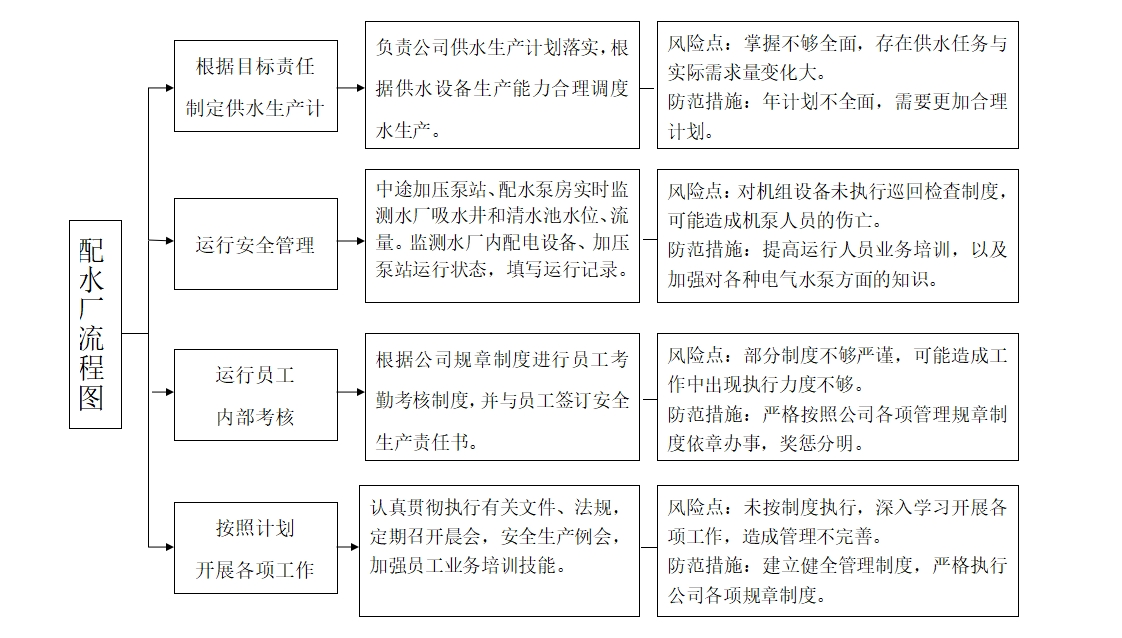 配水厂流程图
根据目标责任
制定供水生产计
负责公司供水生产计划落实，根
据供水设备生产能力合理调度
水生产。
风险点：掌握不够全面，存在供水任务与
实际需求量变化大。
防范措施：年计划不全面，需要更加合理
计划。
运行安全管理
中途加压泵站、配水泵房实时监
测水厂吸水井和清水池水位、流
量。监测水厂内配电设备、加压
泵站运行状态，填写运行记录。
风险点：对机组设备未执行巡回检查制度，
可能造成机泵人员的伤亡。
防范措施：提高运行人员业务培训，以及
加强对各种电气水泵方面的知识。
运行员工
内部考核
根据公司规章制度进行员工考
勤考核制度，并与员工签订安全
生产责任书。
风险点：部分制度不够严谨，可能造成工
作中出现执行力度不够。
防范措施：严格按照公司各项管理规章制
度依章办事，奖惩分明。
按照计划
开展各项工作
认真贯彻执行有关文件、法规，
定期召开晨会，安全生产例会，
加强员工业务培训技能。
风险点：未按制度执行，深入学习开展各
项工作，造成管理不完善。
防范措施：建立健全管理制度，严格执行
公司各项规章制度。